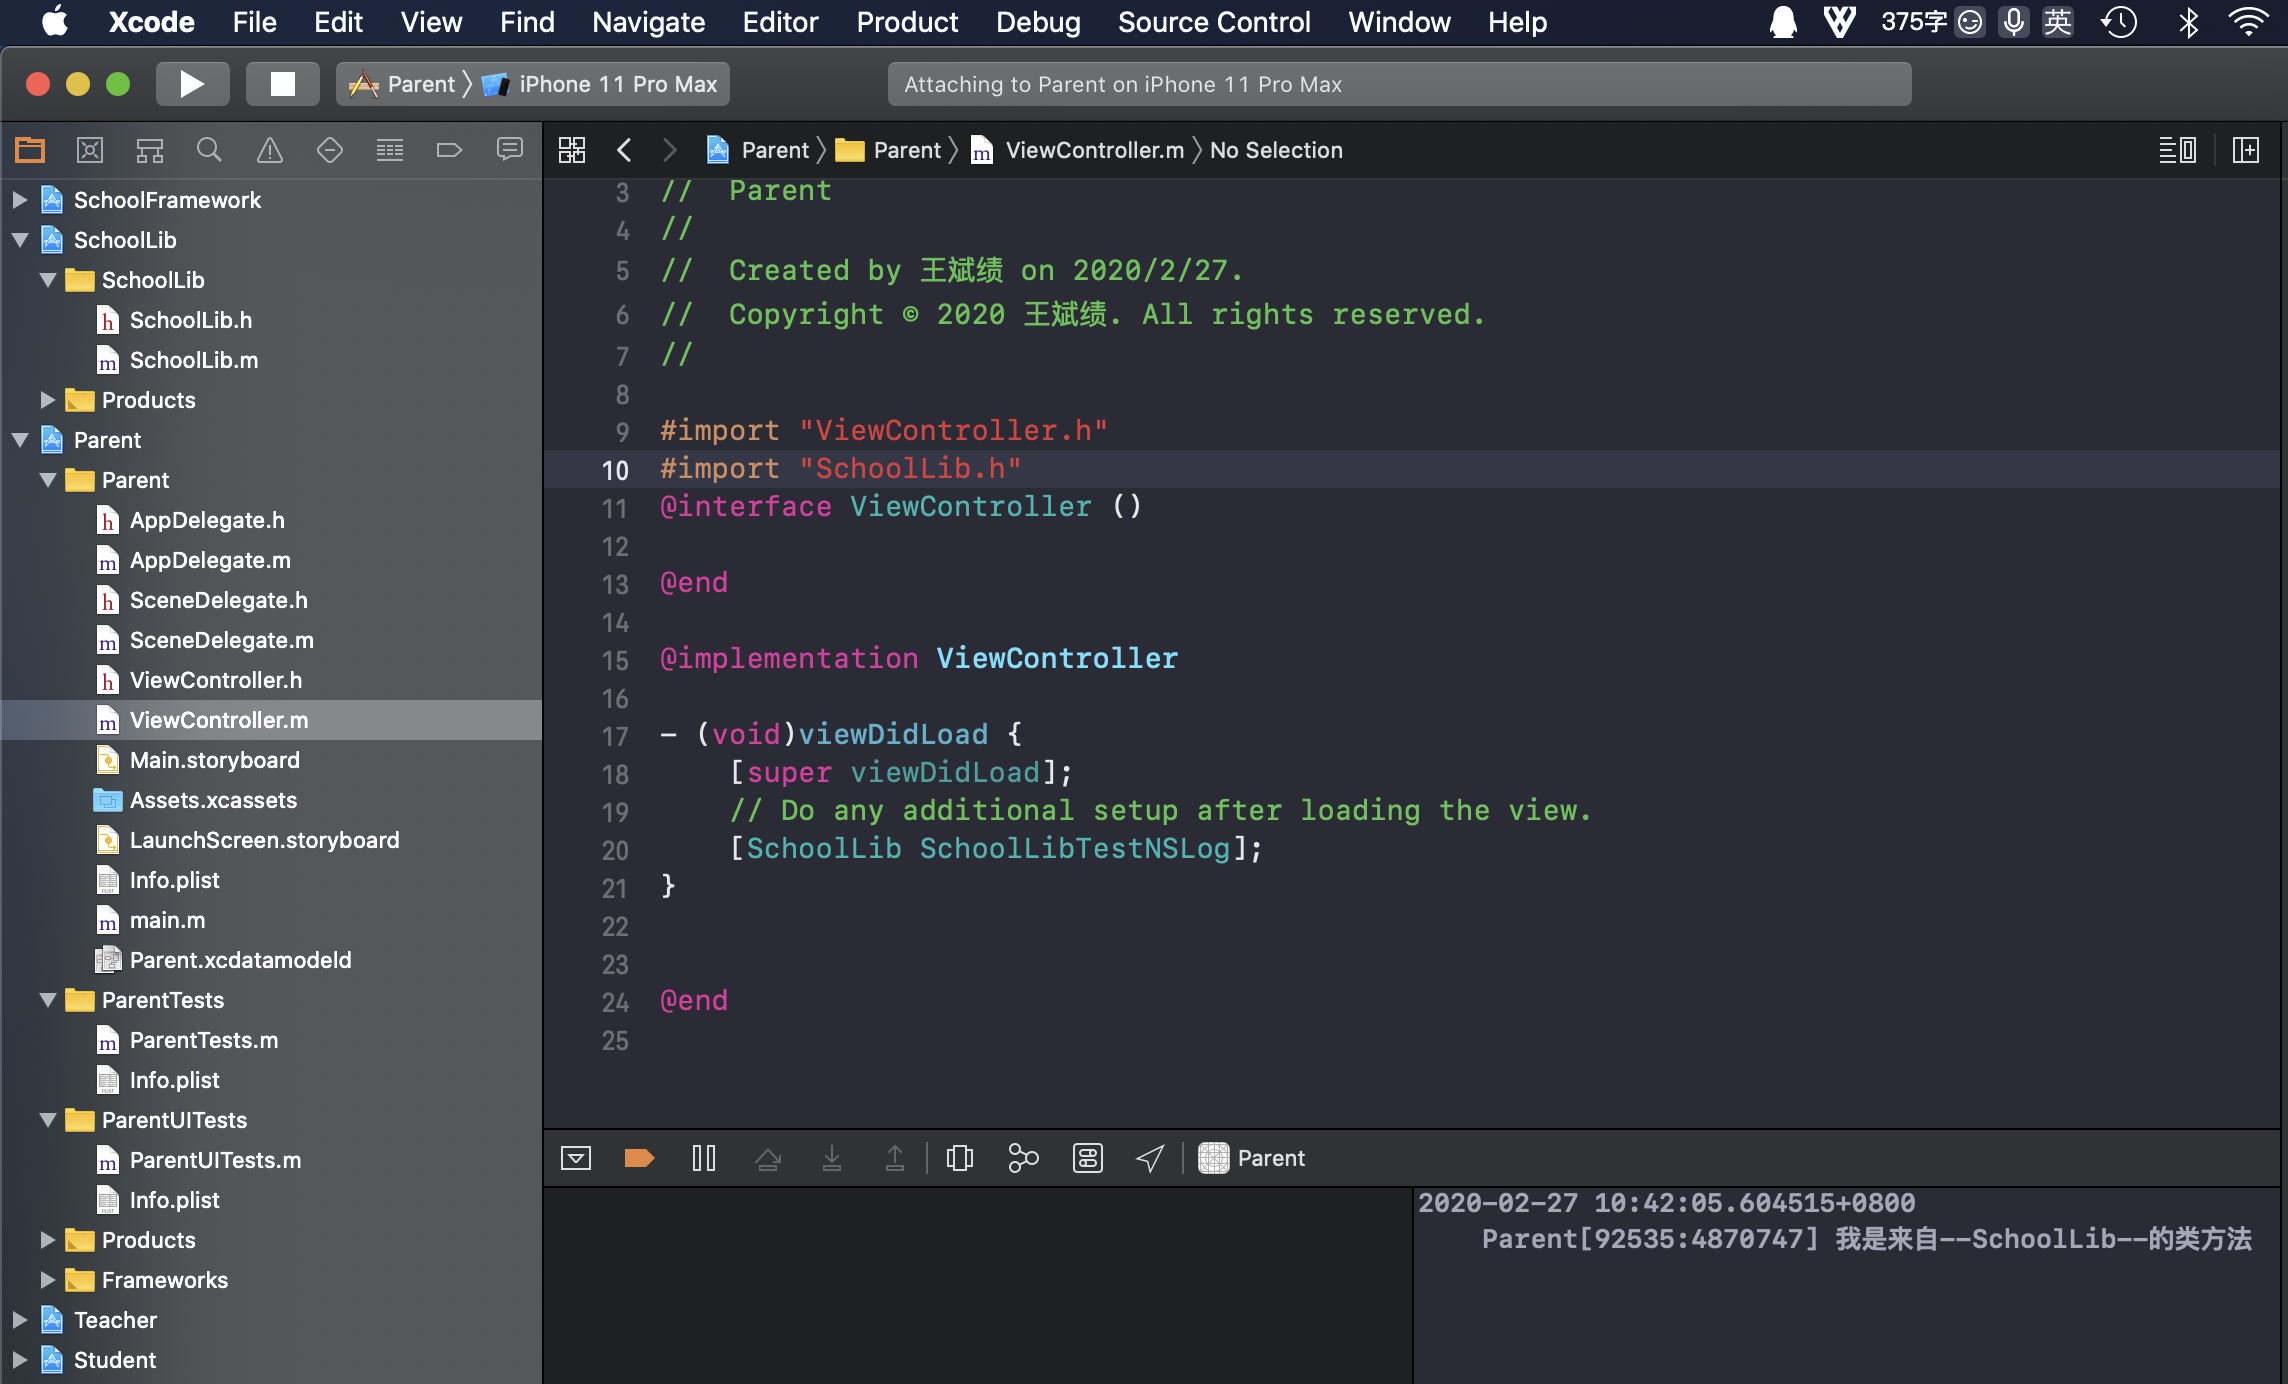 Xcode File Edit View Find Navigate Editor Product Debug Source Control Window Help 375字 英
Parent 〉 iPhone 11 Pro Max
Attaching to Parent on iPhone 11 Pro Max
Parent 〉 Parent 〉 ViewController.m 〉 No Selection
SchoolFramework
SchoolLib
SchoolLib
SchoolLib.h
SchoolLib.m
Products
Parent
Parent
AppDelegate.h
AppDelegate.m
SceneDelegate.h
SceneDelegate.m
ViewController.h
ViewController.m
Main.storyboard
Assets.xcassets
LaunchScreen.storyboard
Info.plist
main.m
Parent.xcdatamodeld
ParentTests
ParentTests.m
Info.plist
ParentUITests
ParentUITests.m
Info.plist
Products
Frameworks
Teacher
Student
3 //  Parent
4 //
5 //  Created by 王斌绩 on 2020/2/27.
6 //  Copyright © 2020 王斌绩. All rights reserved.
7 //
8
9 #import "ViewController.h"
10 #import "SchoolLib.h"
11 @interface ViewController ()
12
13 @end
14
15 @implementation ViewController
16
17 - (void)viewDidLoad {
18     [super viewDidLoad];
19     // Do any additional setup after loading the view.
20     [SchoolLib SchoolLibTestNSLog];
21 }
22
23
24 @end
25
Parent
2020-02-27 10:42:05.604515+0800
Parent[92535:4870747] 我是来自--SchoolLib--的类方法